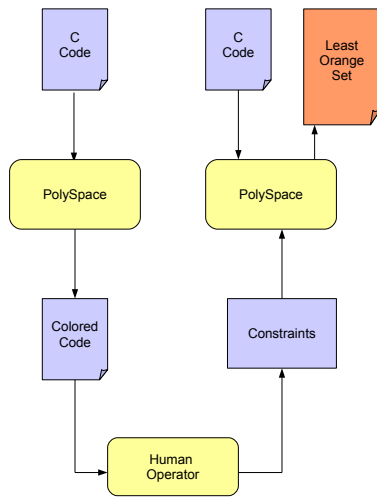 C
Code
C
Code
Least
Orange
Set
PolySpace
PolySpace
Colored
Code
Constraints
Human
Operator